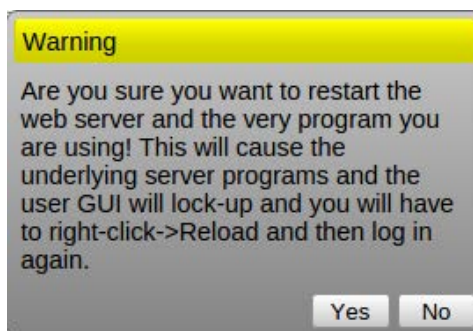 Warning
Are you sure you want to restart the
web server and the very program you
are using! This will cause the
underlying server programs and the
user GUI will lock-up and you will have
to right-click->Reload and then log in
again.
Yes No